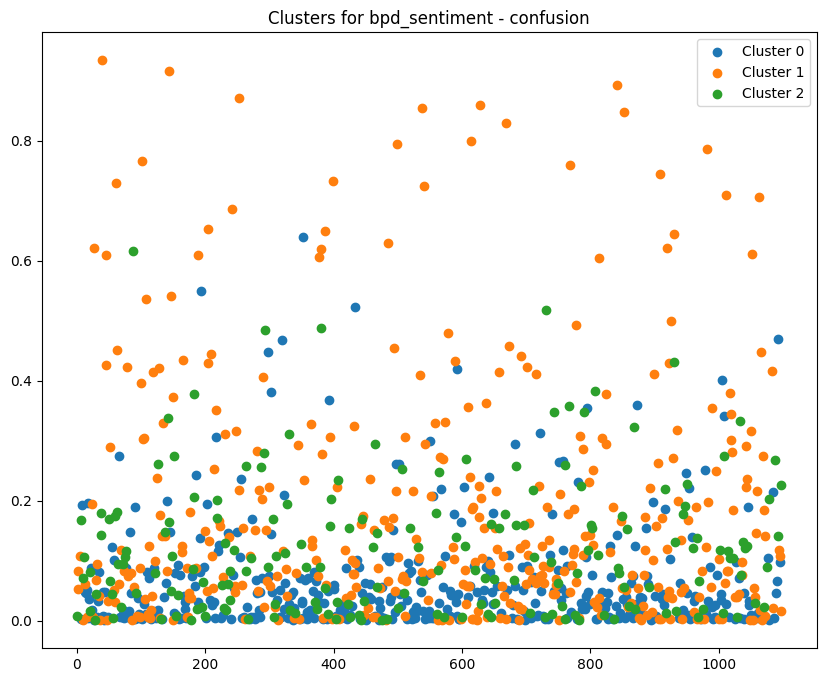 Clusters for bpd_sentiment - confusion
Cluster 0
Cluster 1
Cluster 2
0.8
0.6
0.4
0.2
0.0
0 200 400 600 800 1000